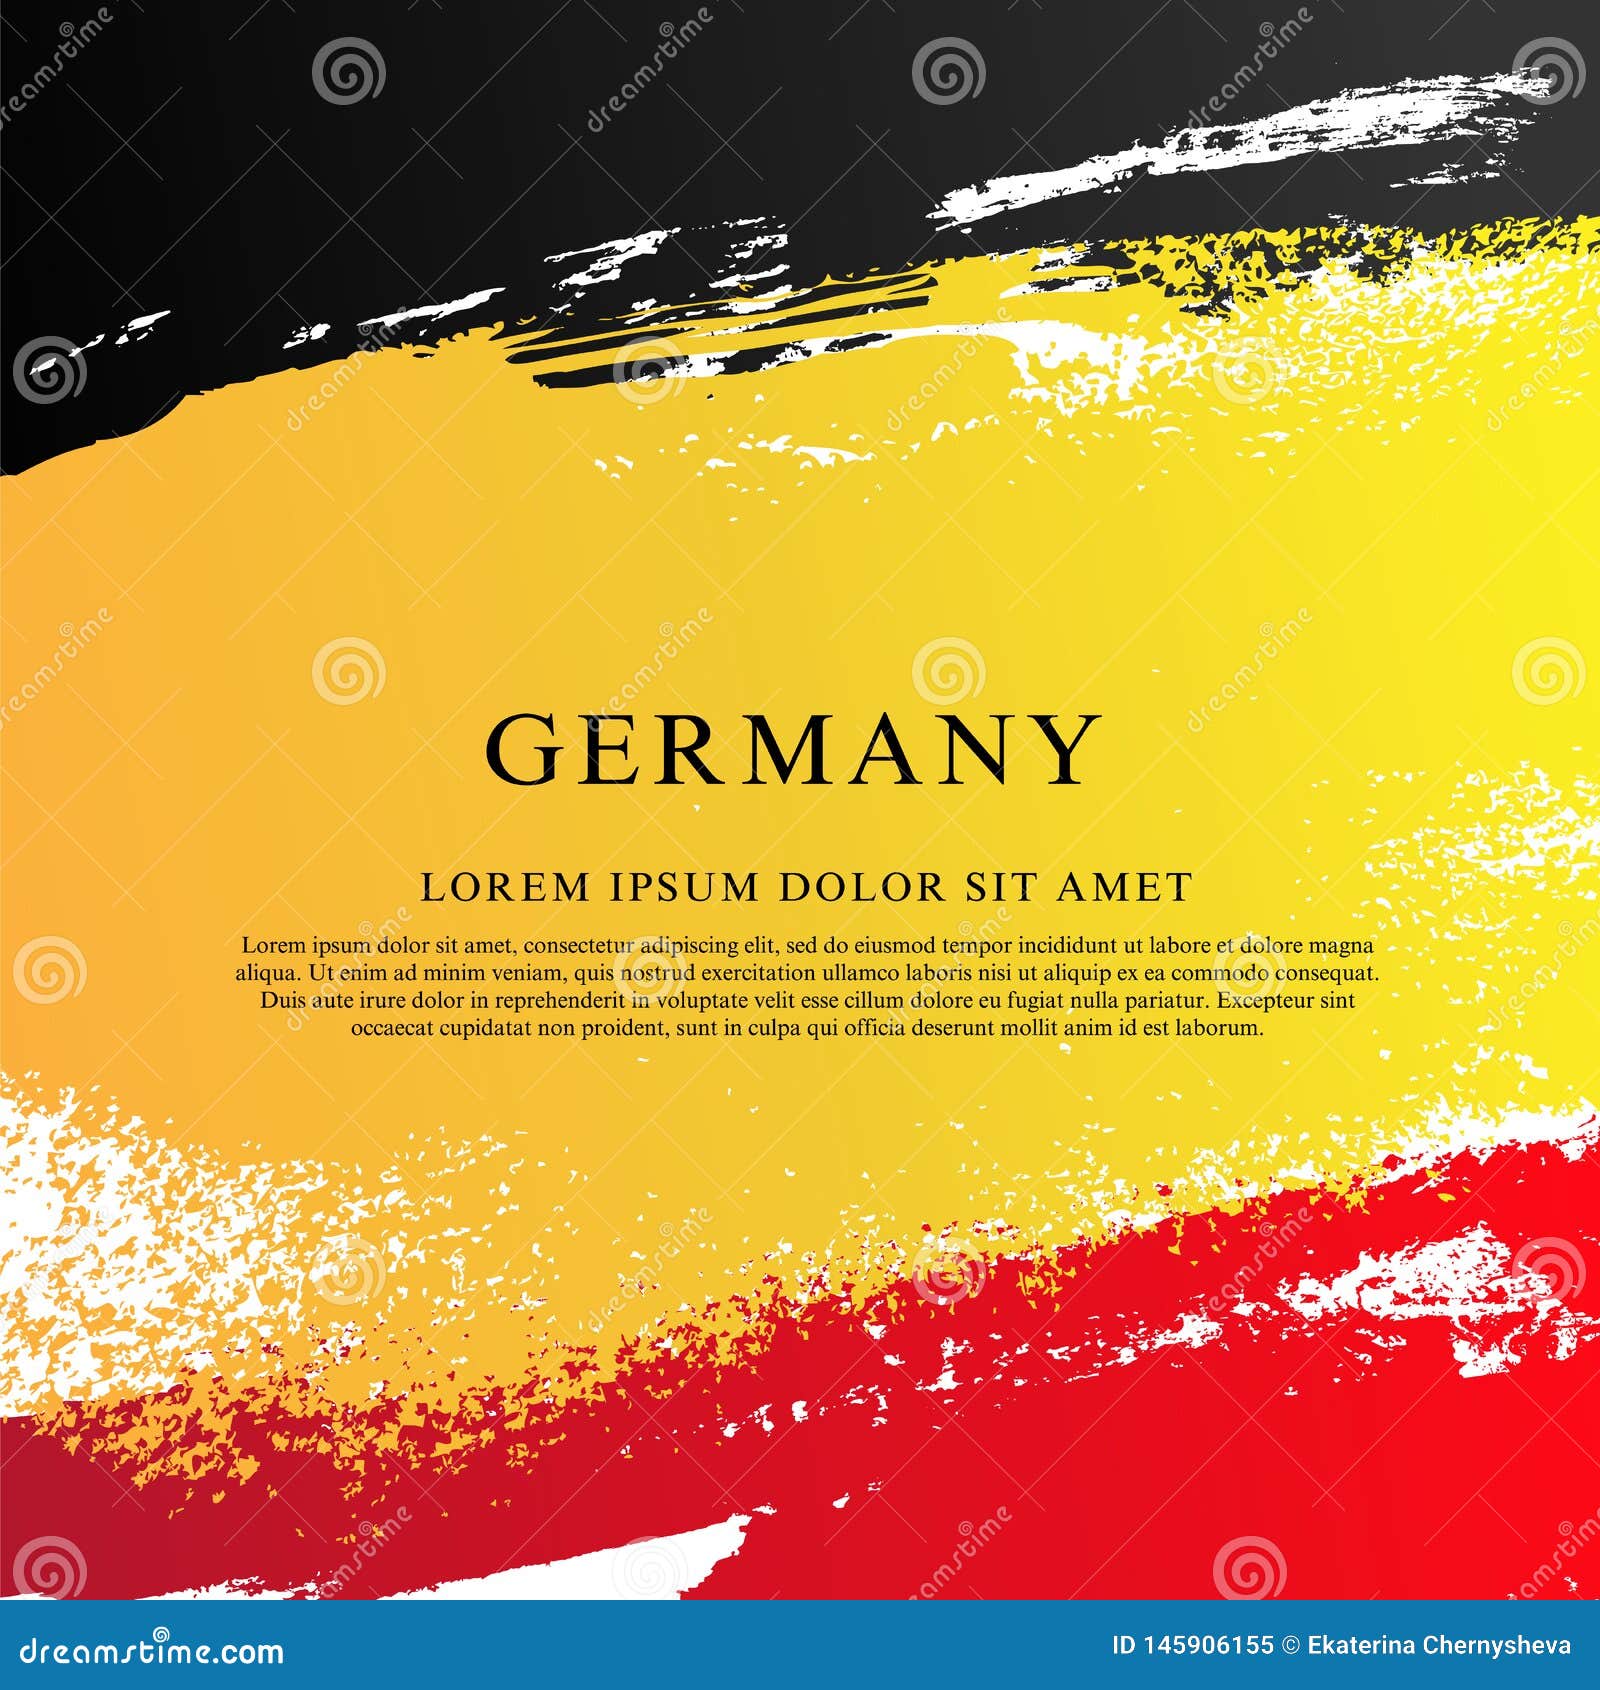 GERMANY
LOREM IPSUM DOLOR SIT AMET
Lorem ipsum dolor sit amet, consectetur adipiscing elit, sed do eiusmod tempor incididunt ut labore et dolore magna
aliqua. Ut enim ad minim veniam, quis nostrud exercitation ullamco laboris nisi ut aliquip ex ea commodo consequat.
Duis aute irure dolor in reprehenderit in voluptate velit esse cillum dolore eu fugiat nulla pariatur. Excepteur sint
occaecat cupidatat non proident, sunt in culpa qui officia deserunt mollit anim id est laborum.
dreamstime.com
ID 145906155 © Ekaterina Chernysheva